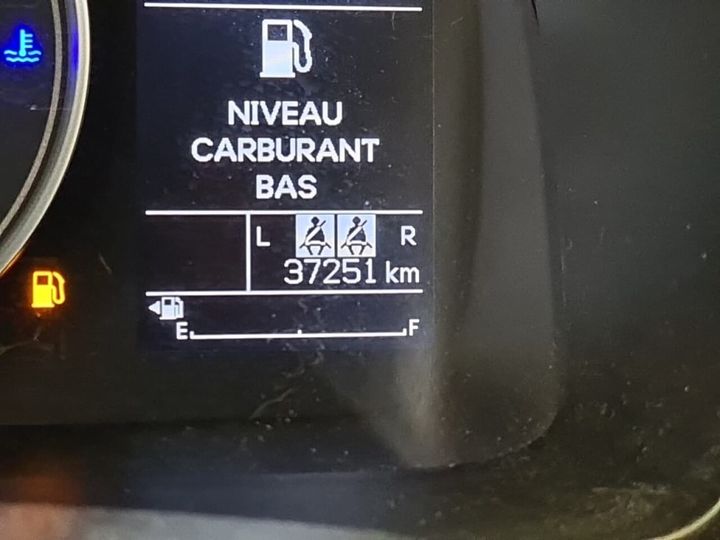 NIVEAU
CARBURANT
BAS
L R
37251 km
E F